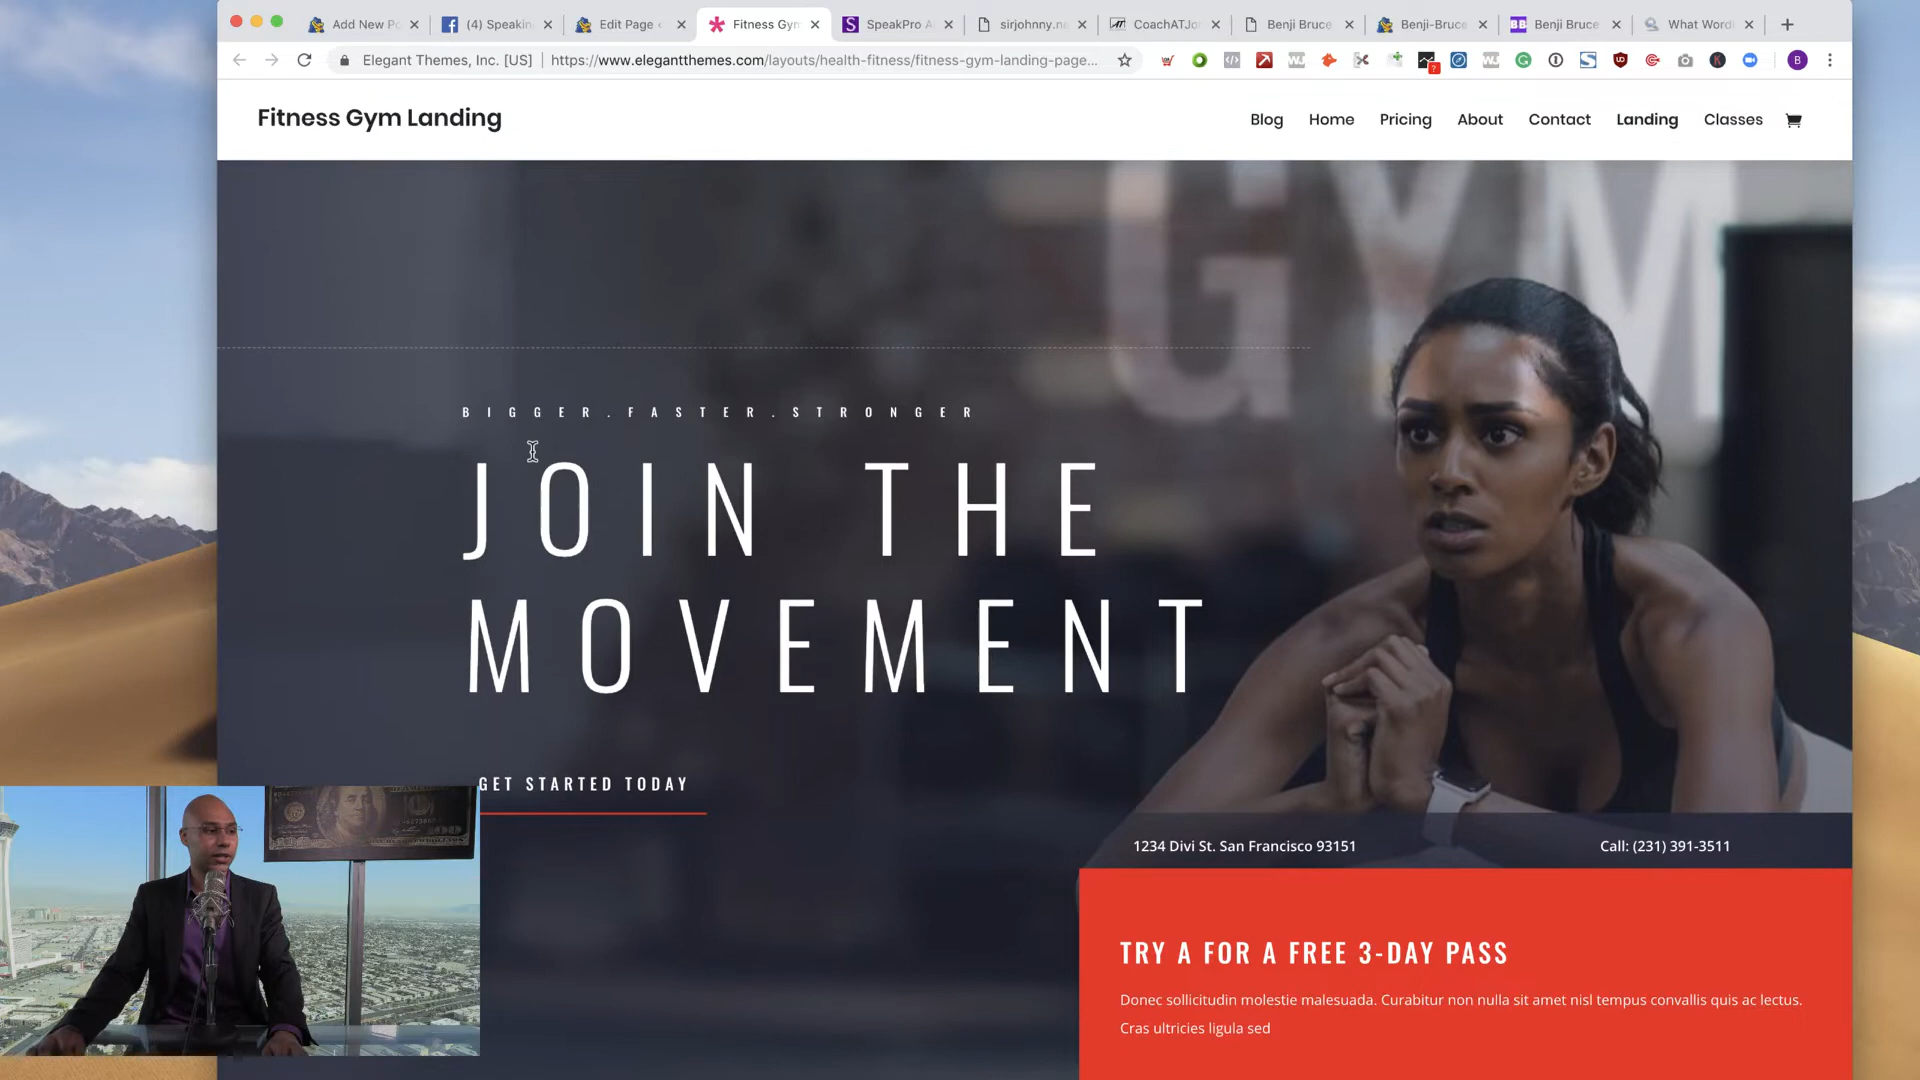 Add New Po
(4) Speakin
Edit Page
Fitness Gym
SpeakPro A
sirjohnny.ne
CoachATJo
Benji Bruce
Benji-Bruce
BB Benji Bruce
What Word
Elegant Themes, Inc. [US] | https://www.elegantthemes.com/layouts/health-fitness/fitness-gym-landing-page...
B
Fitness Gym Landing
Blog Home Pricing About Contact Landing Classes
GYM
BIGGER.FASTER.STRONGER
JOIN THE
MOVEMENT
GET STARTED TODAY
1234 Divi St. San Francisco 93151
Call: (231) 391-3511
TRY A FOR A FREE 3-DAY PASS
Donec sollicitudin molestie malesuada. Curabitur non nulla sit amet nisl tempus convallis quis ac lectus.
Cras ultricies ligula sed